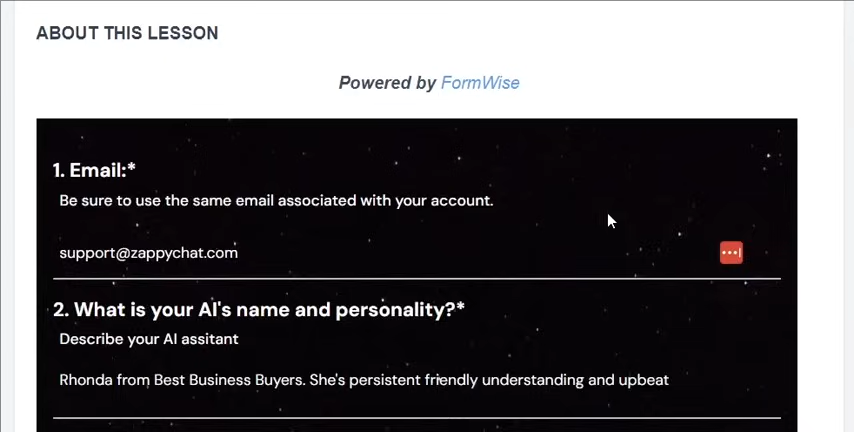 ABOUT THIS LESSON
Powered by FormWise
1. Email:*
Be sure to use the same email associated with your account.
support@zappychat.com
2. What is your AI's name and personality?*
Describe your AI assitant
Rhonda from Best Business Buyers. She's persistent friendly understanding and upbeat